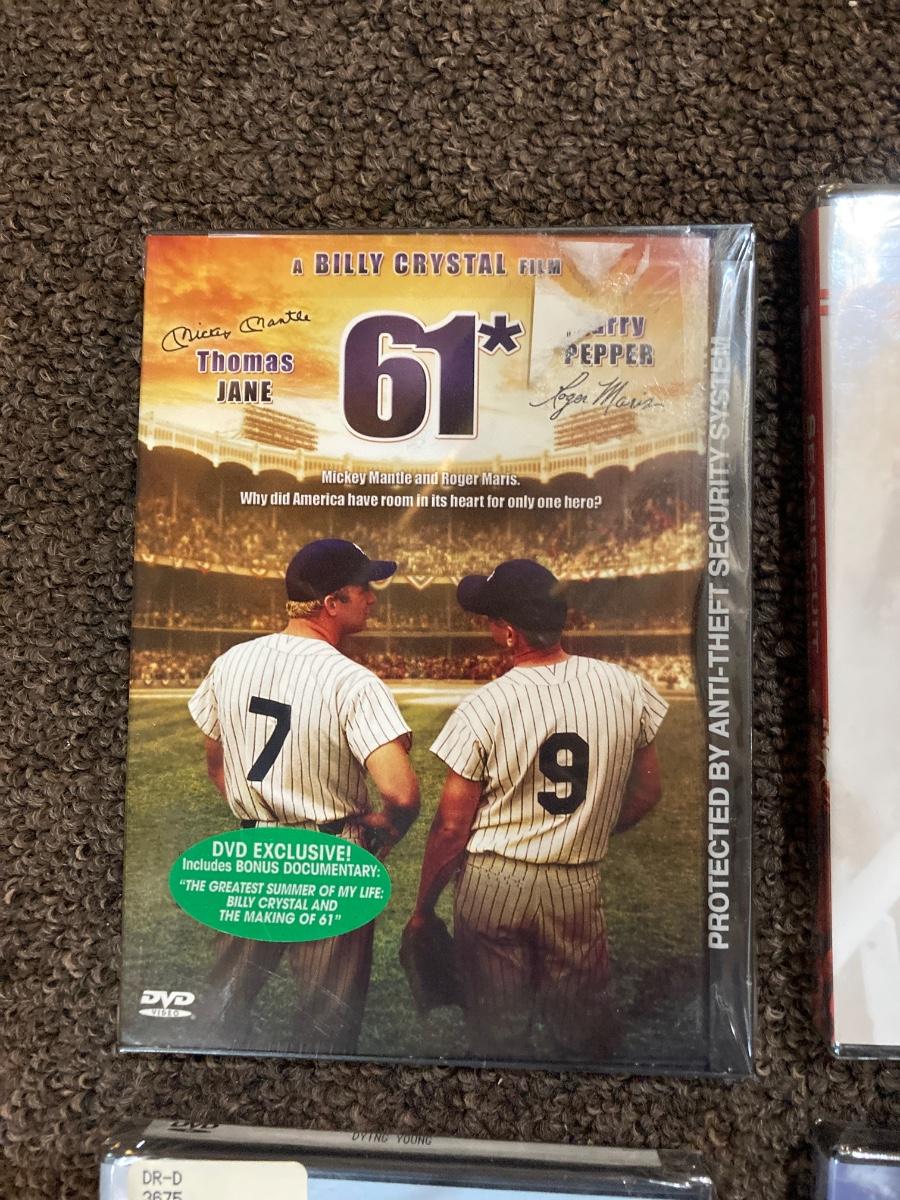 A BILLY CRYSTAL FILM
Mickey Mantle
Thomas
JANE
61*
PEPPER
Roger Maris
Mickey Mantle and Roger Maris.
Why did America have room in its heart for only one hero?
7
9
DVD EXCLUSIVE!
Includes BONUS DOCUMENTARY:
"THE GREATEST SUMMER OF MY LIFE:
BILLY CRYSTAL AND
THE MAKING OF 61"
DVD
VIDEO
PROTECTED BY ANTI-THEFT SECURITY SYSTEM
DYING YOUNG
DR-D
3675